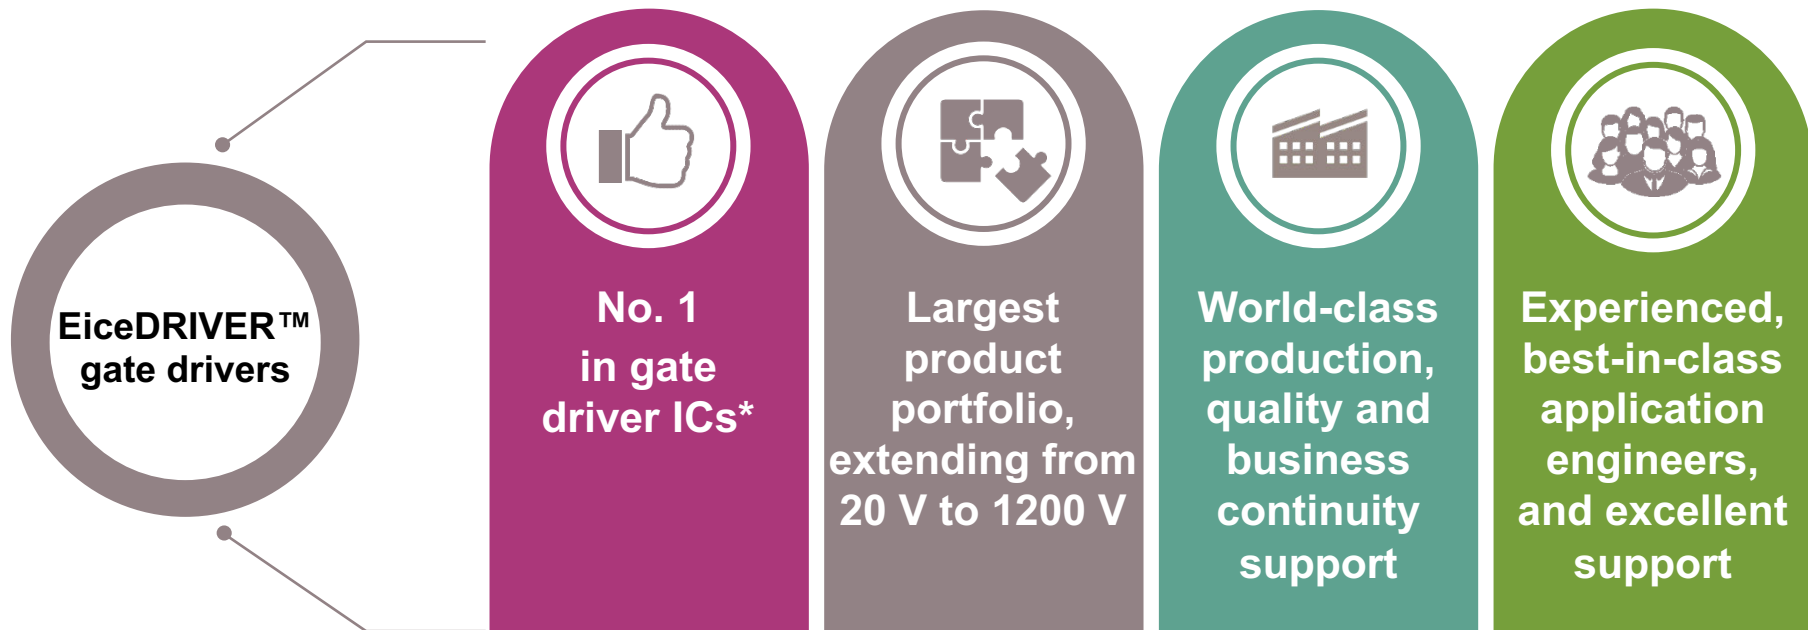 EiceDRIVER™
gate drivers
No. 1
in gate
driver ICs*
Largest
product
portfolio,
extending from
20 V to 1200 V
World-class
production,
quality and
business
continuity
support
Experienced,
best-in-class
application
engineers,
and excellent
support